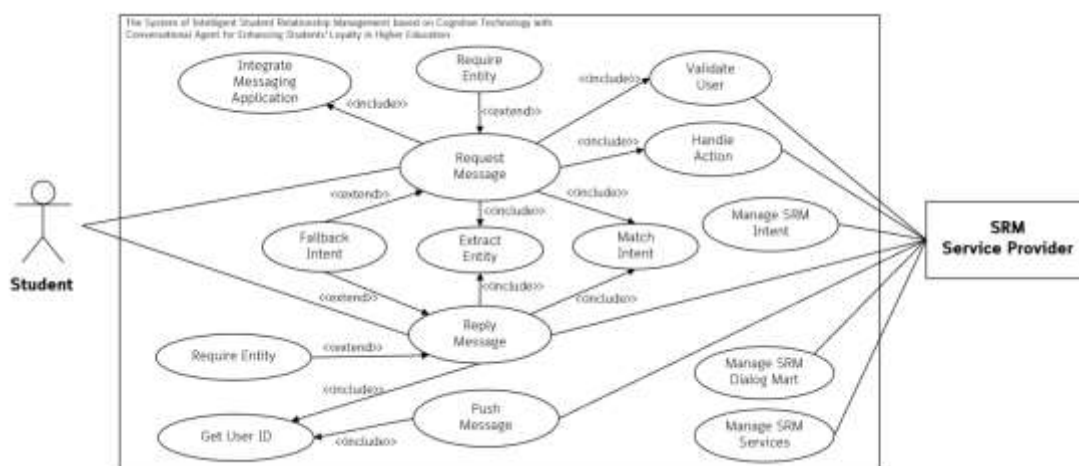 The System of Intelligent Student Relationship Management based on Cognition Technology with
Conversational Agent for Enhancing Students' Loyalty in Higher Education
Integrate
Messaging
Application
Require
Entity
Validate
User
<<include>>
<<include>>
<<extend>>
Request
Message
<<include>>
Handle
Action
<<extend>>
<<include>>
<<include>>
Fallback
Intent
Extract
Entity
Match
Intent
Manage SRM
Intent
SRM
Service Provider
Student
<<extend>>
<<include>>
<<include>>
Reply
Message
Require Entity
<<extend>>
Manage SRM
Dialog Mart
<<include>>
Push
Message
Get User ID
<<include>>
Manage SRM
Services